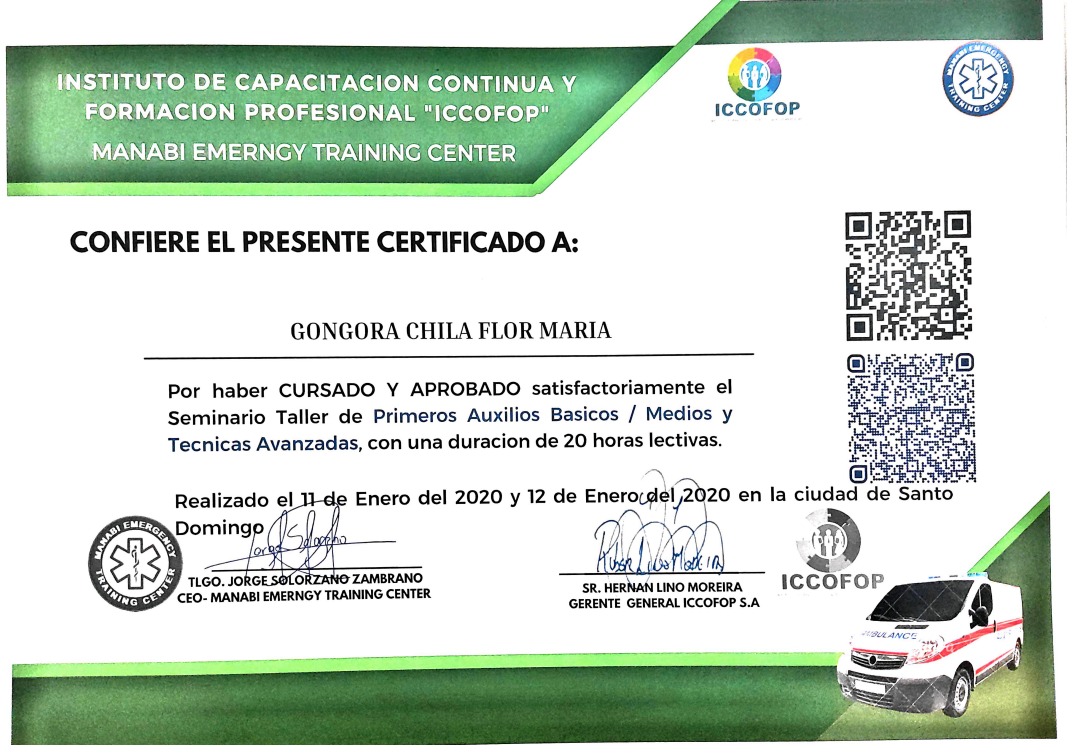 INSTITUTO DE CAPACITACION CONTINUA Y
FORMACION PROFESIONAL "ICCOFOP"
MANABI EMERNGY TRAINING CENTER
ICCOFOP
MANABI EMERGENCY
TRAINING CENTER
CONFIERE EL PRESENTE CERTIFICADO A:
GONGORA CHILA FLOR MARIA
Por haber CURSADO Y APROBADO satisfactoriamente el
Seminario Taller de Primeros Auxilios Basicos / Medios y
Tecnicas Avanzadas, con una duracion de 20 horas lectivas.
Realizado el 11 de Enero del 2020 y 12 de Enero del 2020 en la ciudad de Santo
Domingo
MANABI EMERGENCY
TRAINING CENTER
Jorge Solorzano
TLGO. JORGE SOLORZANO ZAMBRANO
CEO- MANABI EMERNGY TRAINING CENTER
SR. HERNAN LINO MOREIRA
GERENTE GENERAL ICCOFOP S.A
ICCOFOP
AMBULANCE